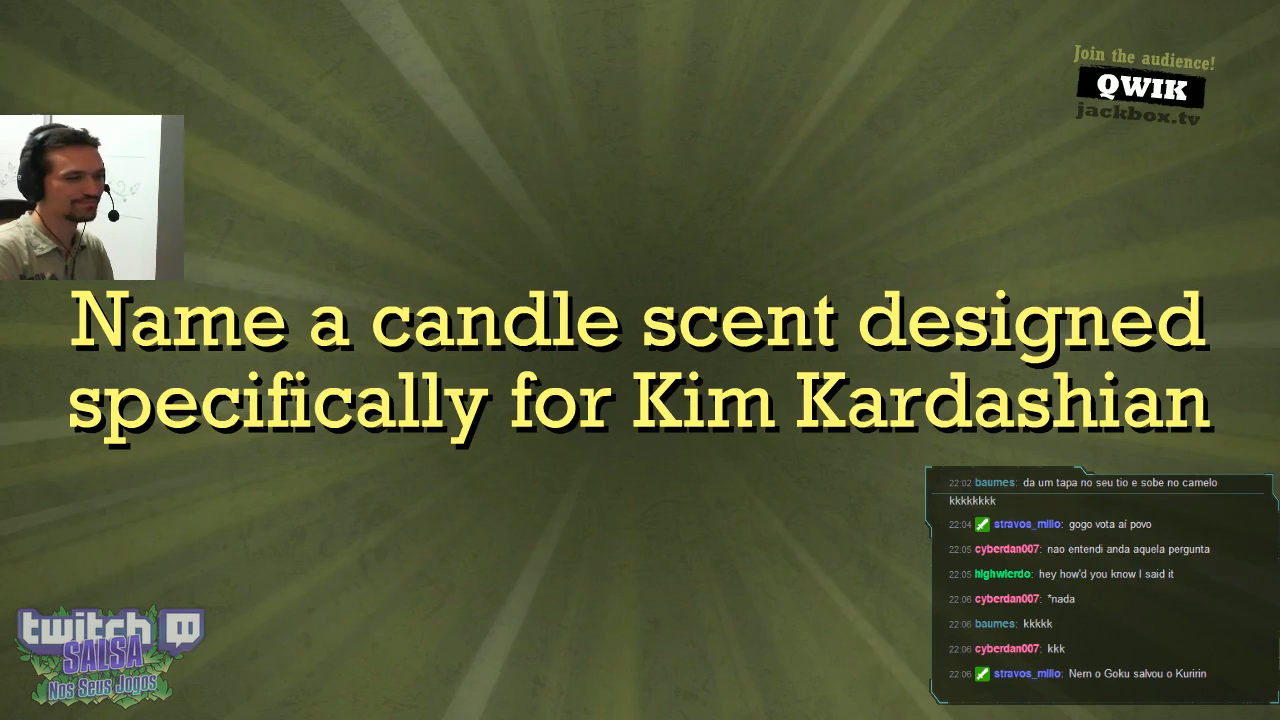 Join the audience!
QWIK
jackbox.tv
Name a candle scent designed
specifically for Kim Kardashian
22:02 baumes: da um tapa no seu tio e sobe no camelo
kkkkkkkk
22:04 stravos_milio: gogo vota aí povo
22:05 cyberdan007: nao entendi anda aquela pergunta
22:05 highwierdo: hey how'd you know I said it
22:06 cyberdan007: *nada
22:06 baumes: kkkkk
22:06 cyberdan007: kkk
22:06 stravos_milio: Nem o Goku salvou o Kuririn
twitch
SALSA
Nos Seus Jogos